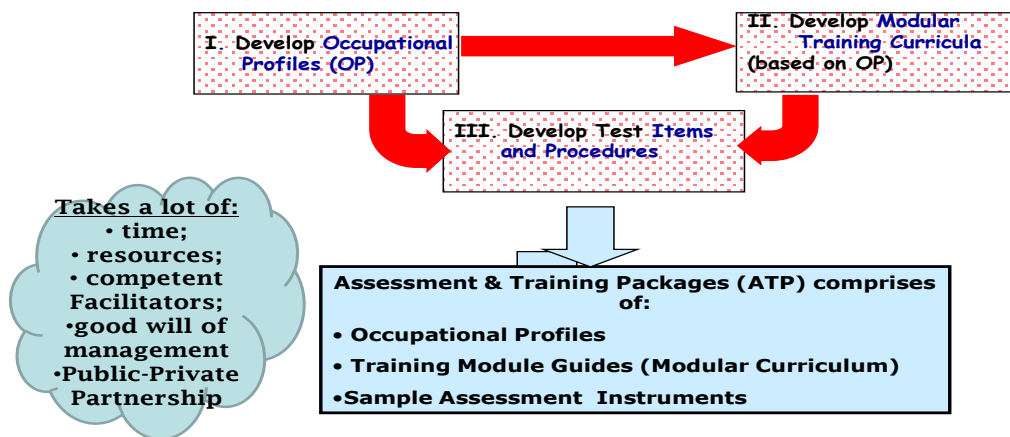 I. Develop Occupational
Profiles (OP)
II. Develop Modular
Training Curricula
(based on OP)
III. Develop Test Items
and Procedures
Takes a lot of:
• time;
• resources;
• competent
Facilitators;
•good will of
management
•Public-Private
Partnership
Assessment & Training Packages (ATP) comprises
of:
• Occupational Profiles
• Training Module Guides (Modular Curriculum)
•Sample Assessment Instruments